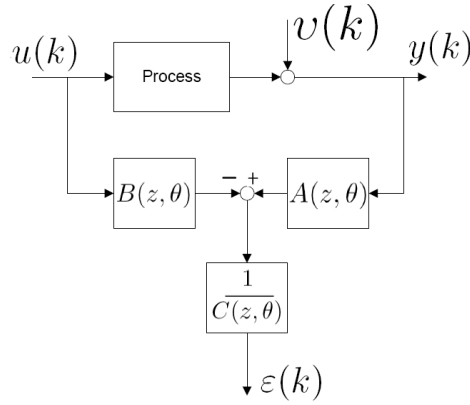 υ(k)
u(k)
Process
y(k)
− +
B(z, θ)
A(z, θ)
1
C(z, θ)
ε(k)